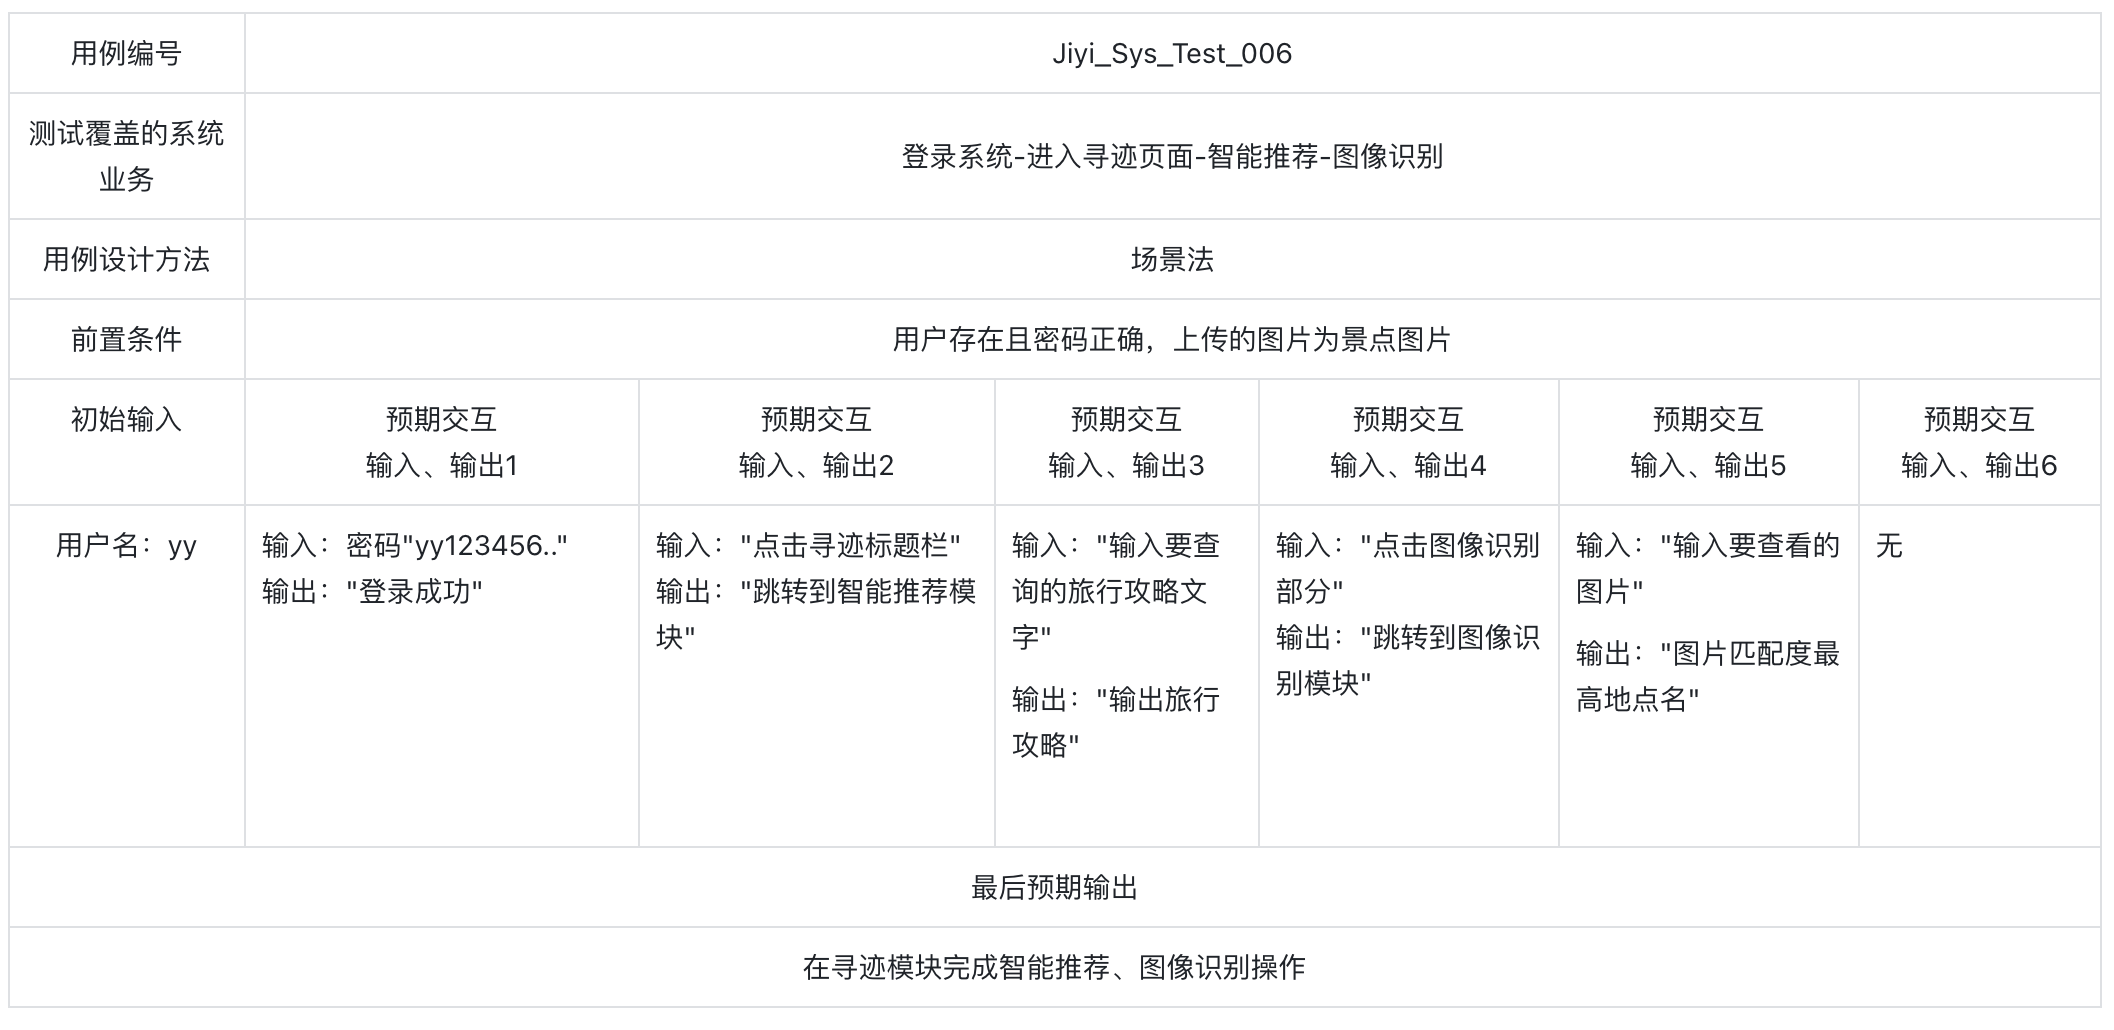 用例编号
Jiyi_Sys_Test_006
测试覆盖的系统
业务
登录系统-进入寻迹页面-智能推荐-图像识别
用例设计方法
场景法
前置条件
用户存在且密码正确，上传的图片为景点图片
初始输入
预期交互
输入、输出1
预期交互
输入、输出2
预期交互
输入、输出3
预期交互
输入、输出4
预期交互
输入、输出5
预期交互
输入、输出6
用户名：yy
输入：密码"yy123456.."
输出："登录成功"
输入："点击寻迹标题栏"
输出："跳转到智能推荐模
块"
输入："输入要查
询的旅行攻略文
字"
输出："输出旅行
攻略"
输入："点击图像识别
部分"
输出："跳转到图像识
别模块"
输入："输入要查看的
图片"
输出："图片匹配度最
高地点名"
无
最后预期输出
在寻迹模块完成智能推荐、图像识别操作